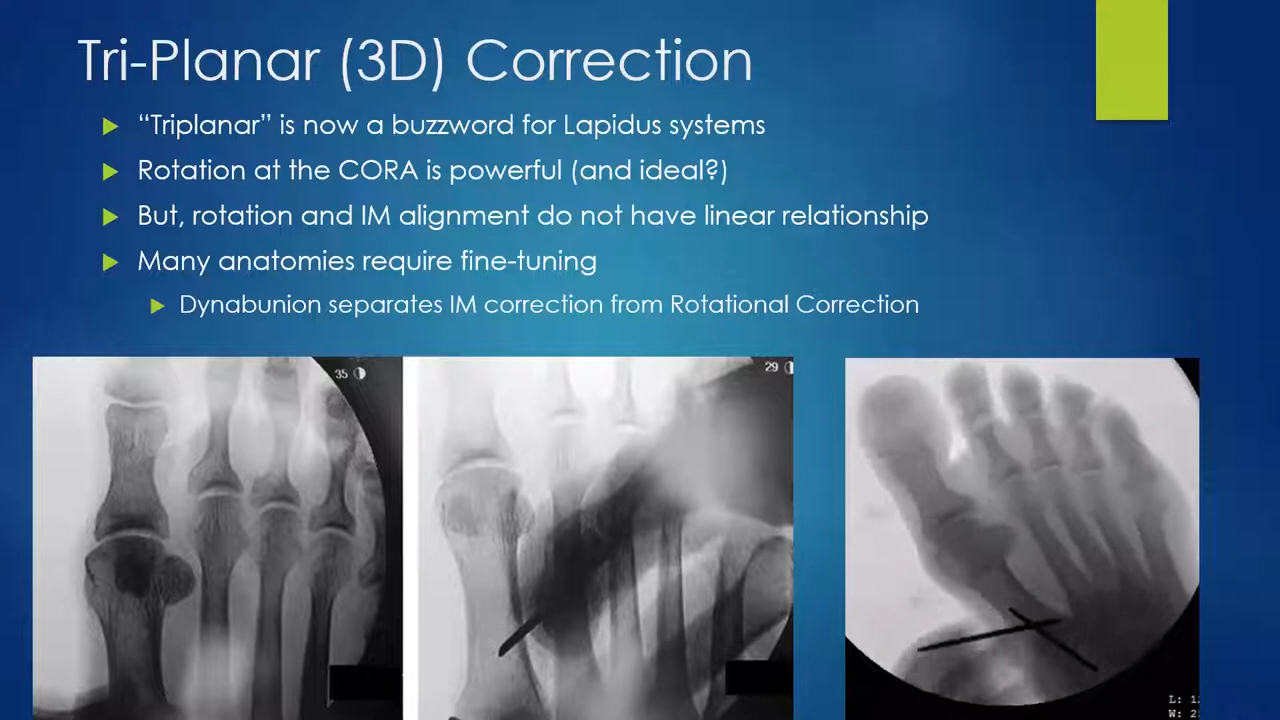 Tri-Planar (3D) Correction
“Triplanar” is now a buzzword for Lapidus systems
Rotation at the CORA is powerful (and ideal?)
But, rotation and IM alignment do not have linear relationship
Many anatomies require fine-tuning
Dynabunion separates IM correction from Rotational Correction
35
29
L: 1
W: 2